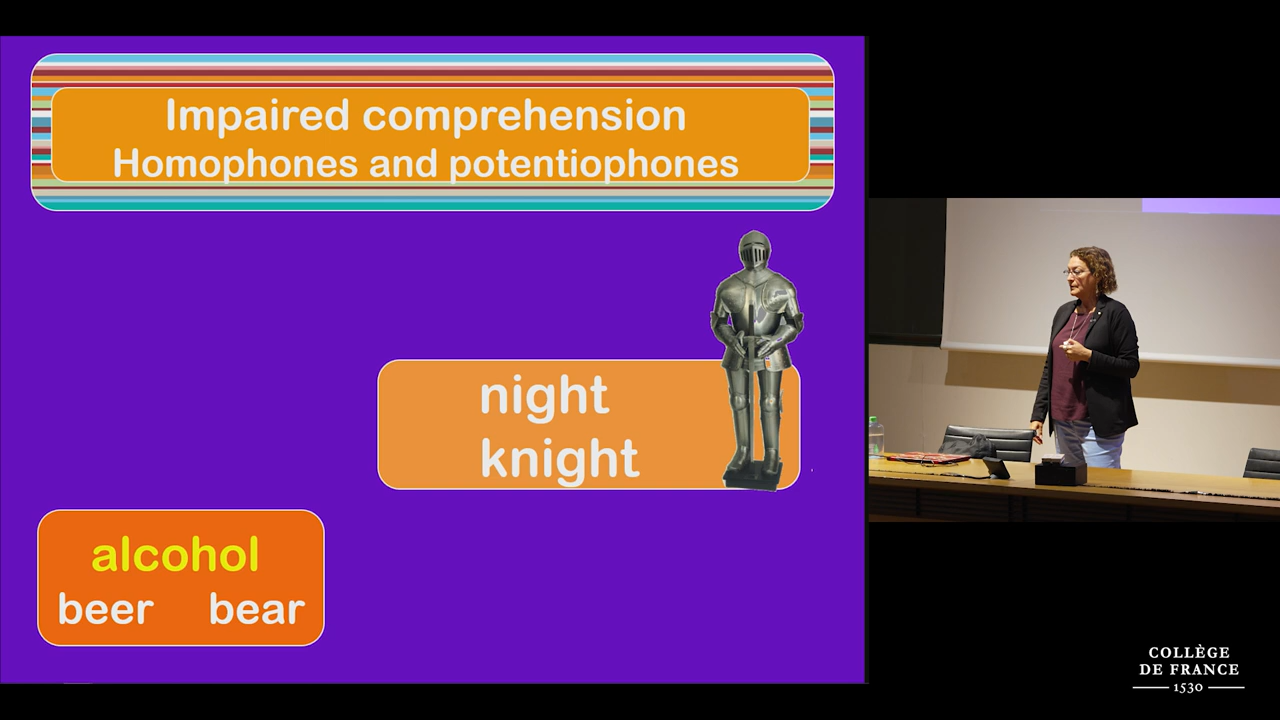 Impaired comprehension
Homophones and potentiophones
night
knight
alcohol
beer bear
COLLÈGE
DE FRANCE
1530